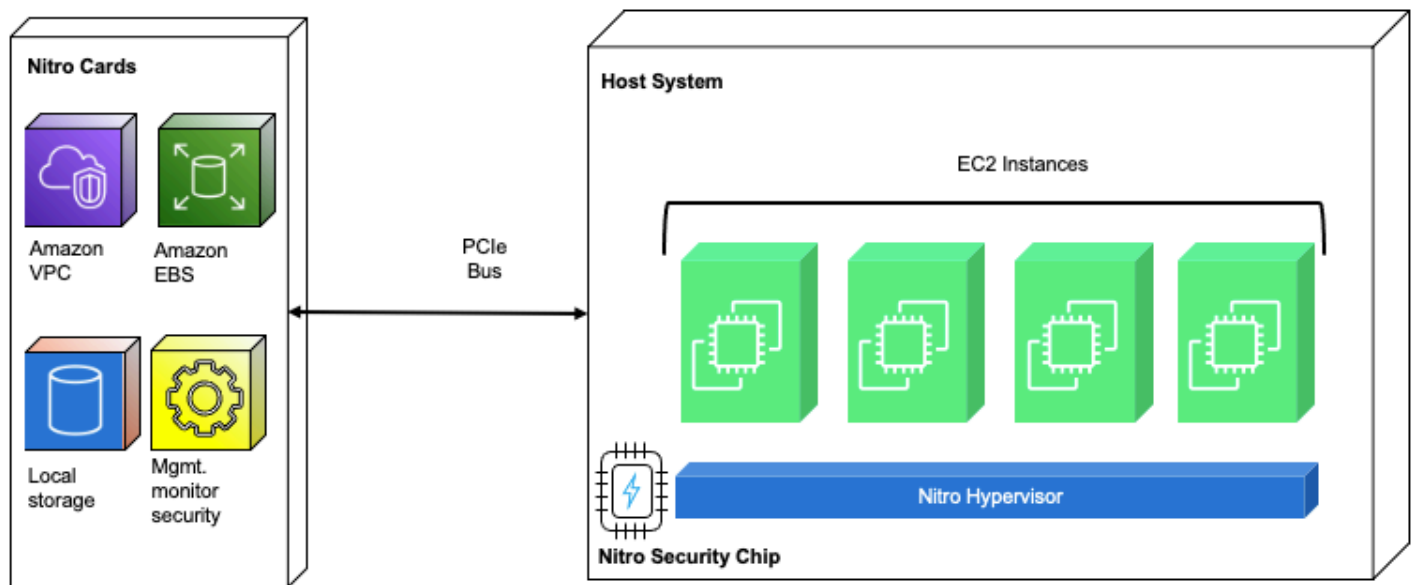 Nitro Cards
Amazon
VPC
Amazon
EBS
Local
storage
Mgmt.
monitor
security
PCIe
Bus
Host System
EC2 Instances
Nitro Hypervisor
Nitro Security Chip